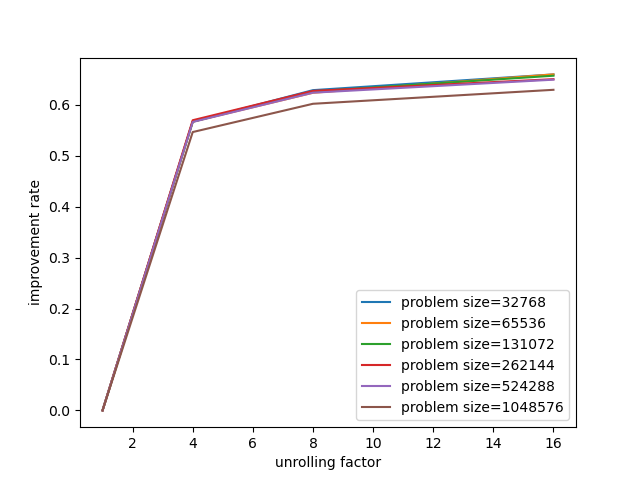 0.6
0.5
0.4
0.3
0.2
0.1
0.0
improvement rate
problem size=32768
problem size=65536
problem size=131072
problem size=262144
problem size=524288
problem size=1048576
2 4 6 8 10 12 14 16
unrolling factor